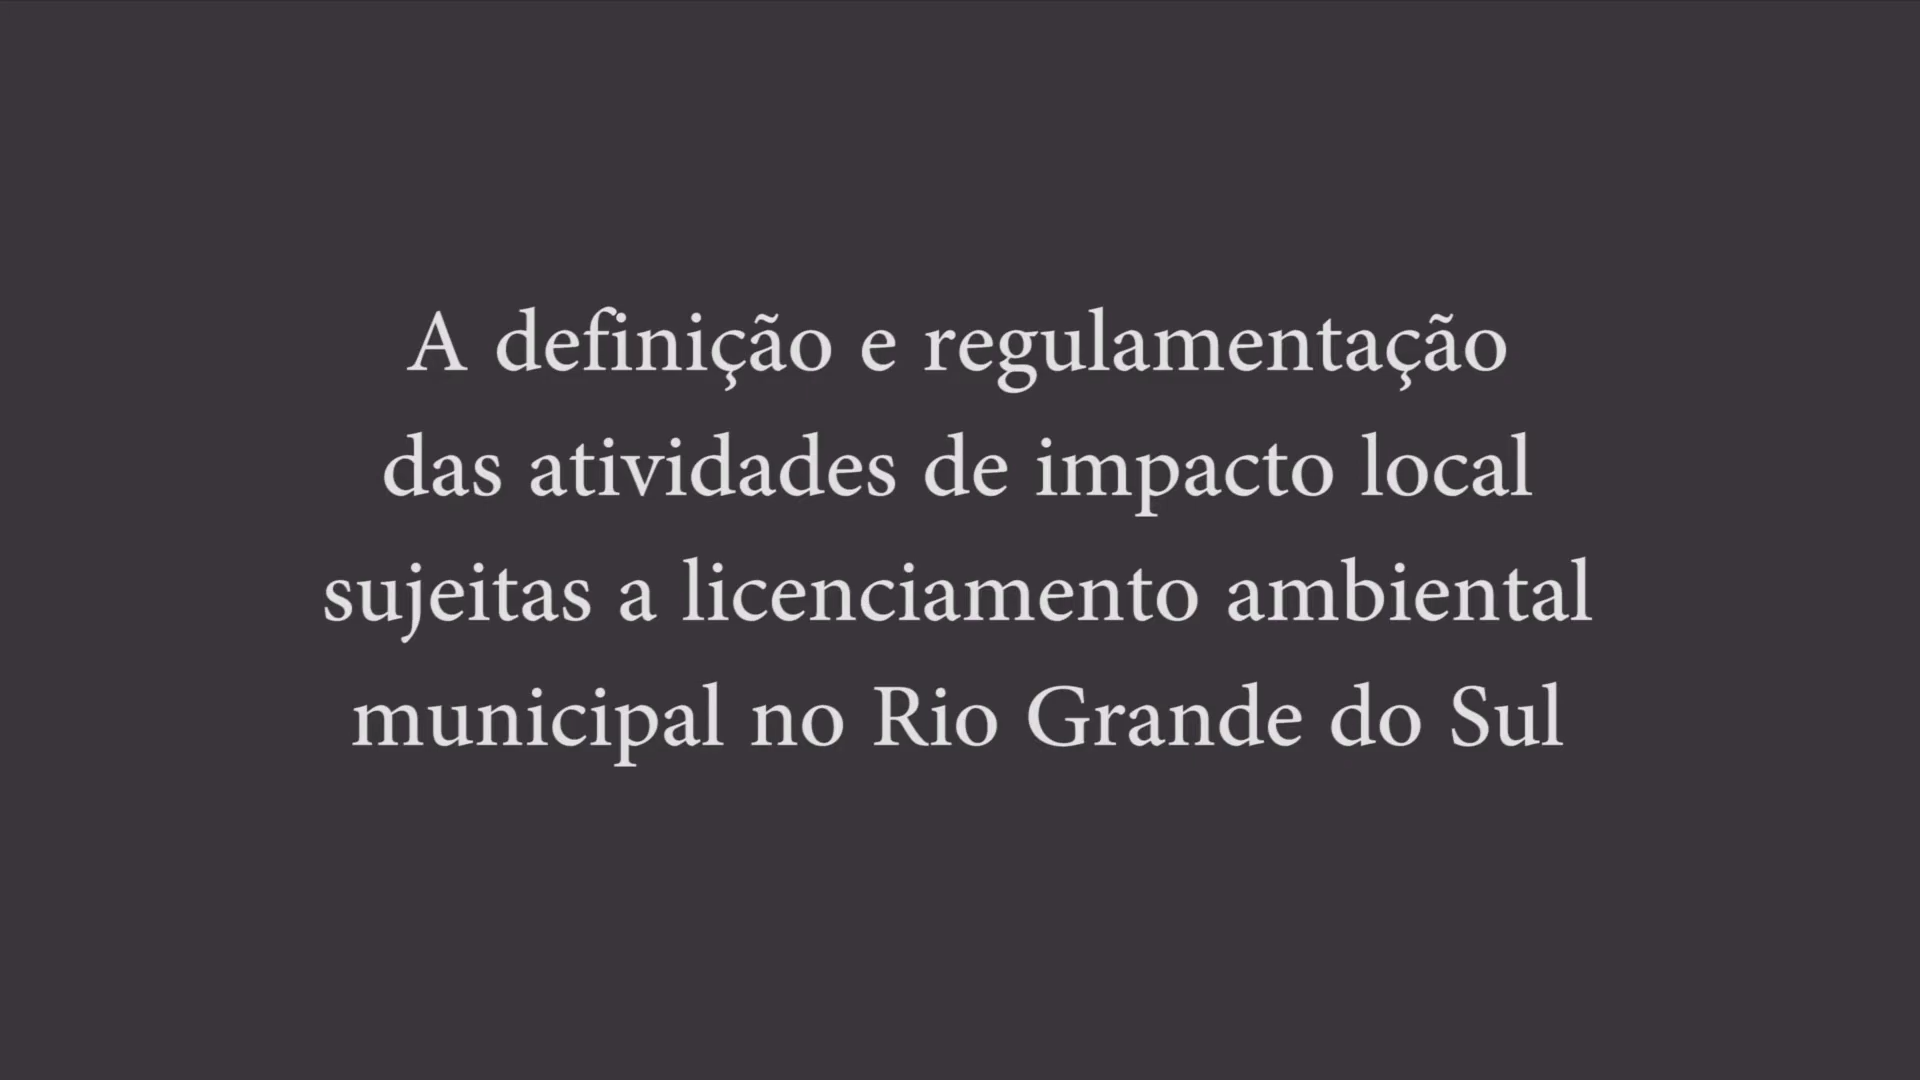 A definição e regulamentação
das atividades de impacto local
sujeitas a licenciamento ambiental
municipal no Rio Grande do Sul